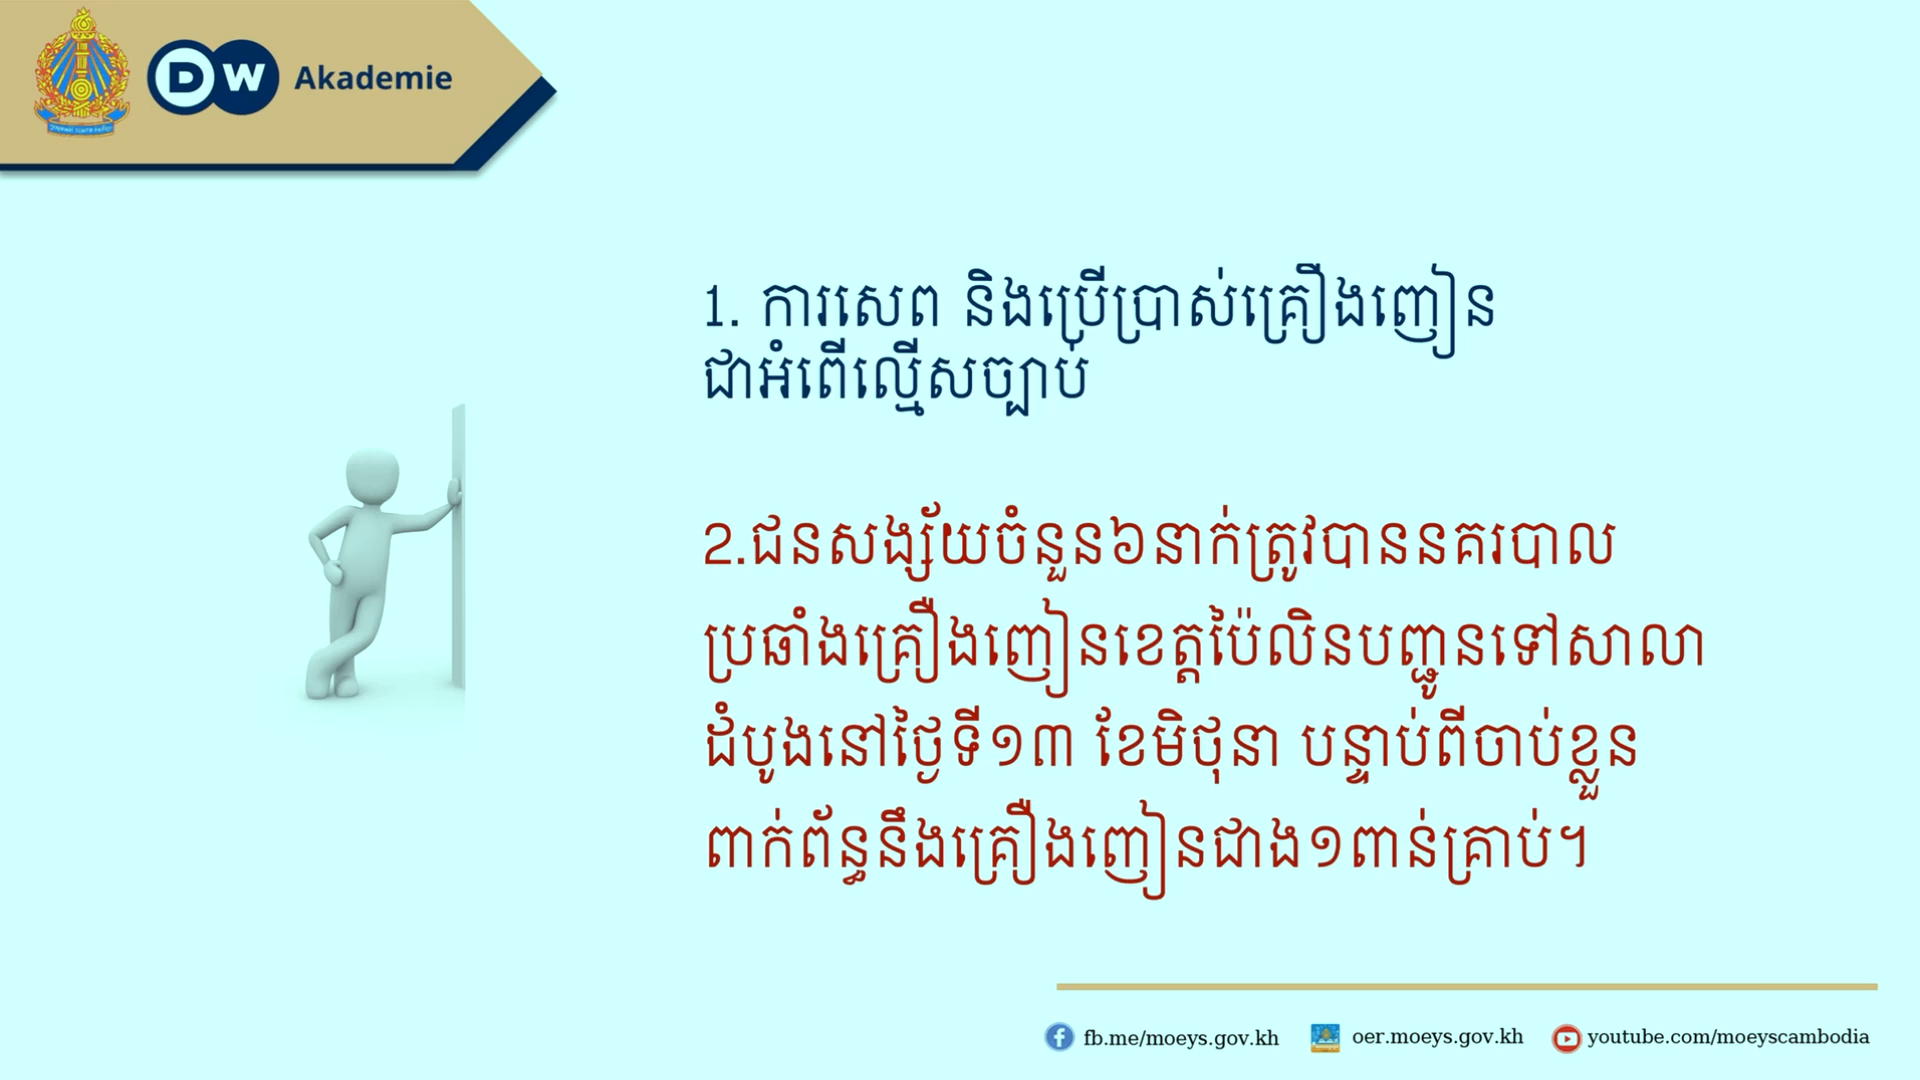 DW Akademie
1. ការសេព និងប្រើប្រាស់គ្រឿងញៀន
ជាអំពើល្មើសច្បាប់
2.ជនសង្ស័យចំនួន៦នាក់ត្រូវបាននគរបាល
ប្រឆាំងគ្រឿងញៀនខេត្តប៉ៃលិនបញ្ជូនទៅសាលា
ដំបូងនៅថ្ងៃទី១៣ ខែមិថុនា បន្ទាប់ពីចាប់ខ្លួន
ពាក់ព័ន្ធនឹងគ្រឿងញៀនជាង១ពាន់គ្រាប់។
fb.me/moeys.gov.kh oer.moeys.gov.kh youtube.com/moeyscambodia